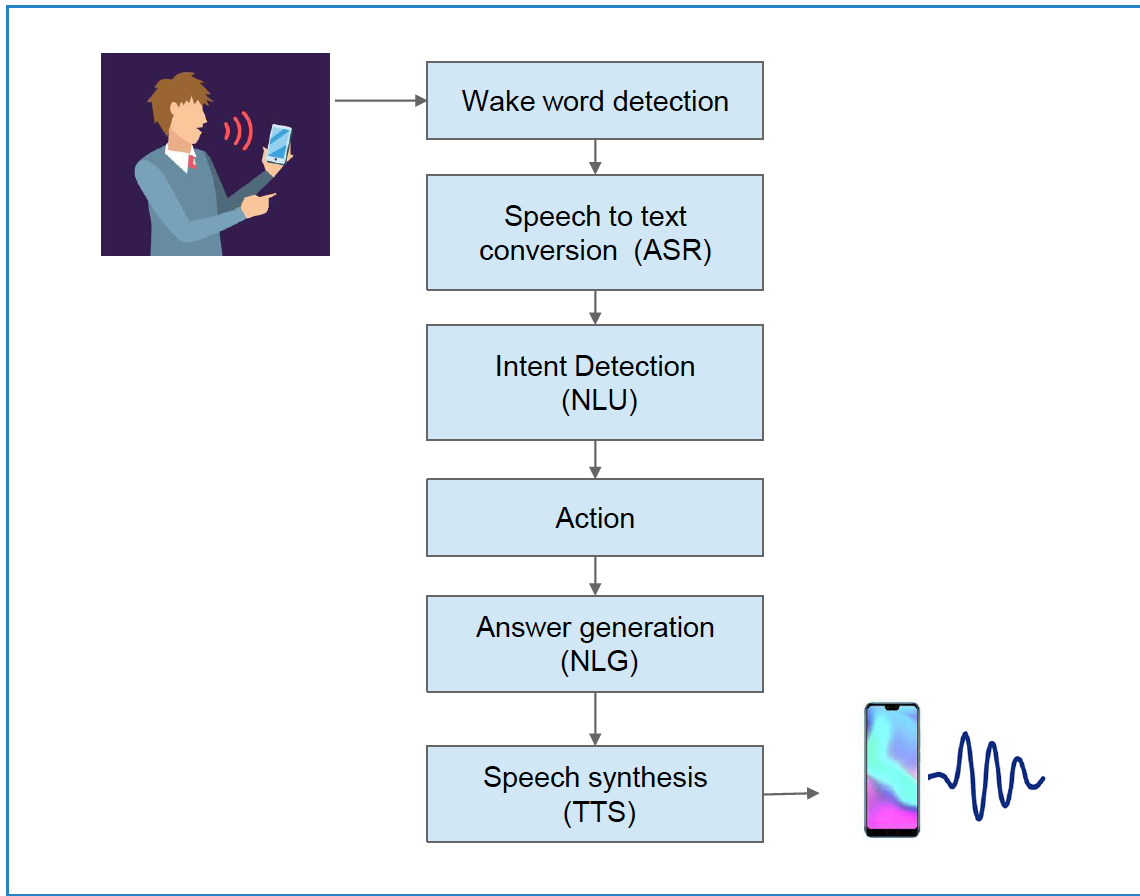 Wake word detection
Speech to text
conversion  (ASR)
Intent Detection
(NLU)
Action
Answer generation
(NLG)
Speech synthesis
(TTS)